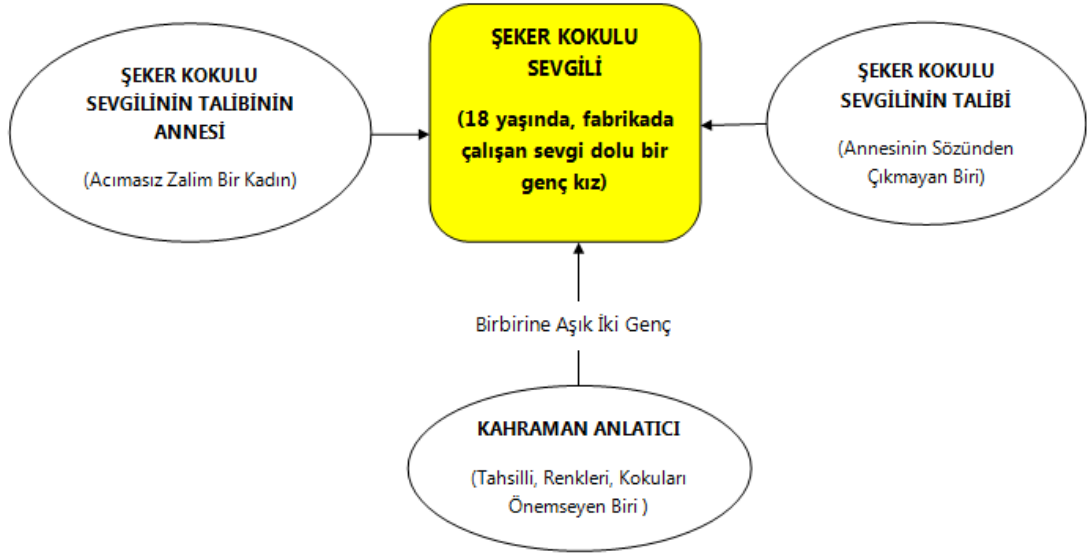 ŞEKER KOKULU
SEVGİLİNİN TALİBİNİN
ANNESİ
(Acımasız Zalim Bir Kadın)
ŞEKER KOKULU
SEVGİLİ
(18 yaşında, fabrikada
çalışan sevgi dolu bir
genç kız)
ŞEKER KOKULU
SEVGİLİNİN TALİBİ
(Annesinin Sözünden
Çıkmayan Biri)
Birbirine Aşık İki Genç
KAHRAMAN ANLATICI
(Tahsilli, Renkleri, Kokuları
Önemseyen Biri )